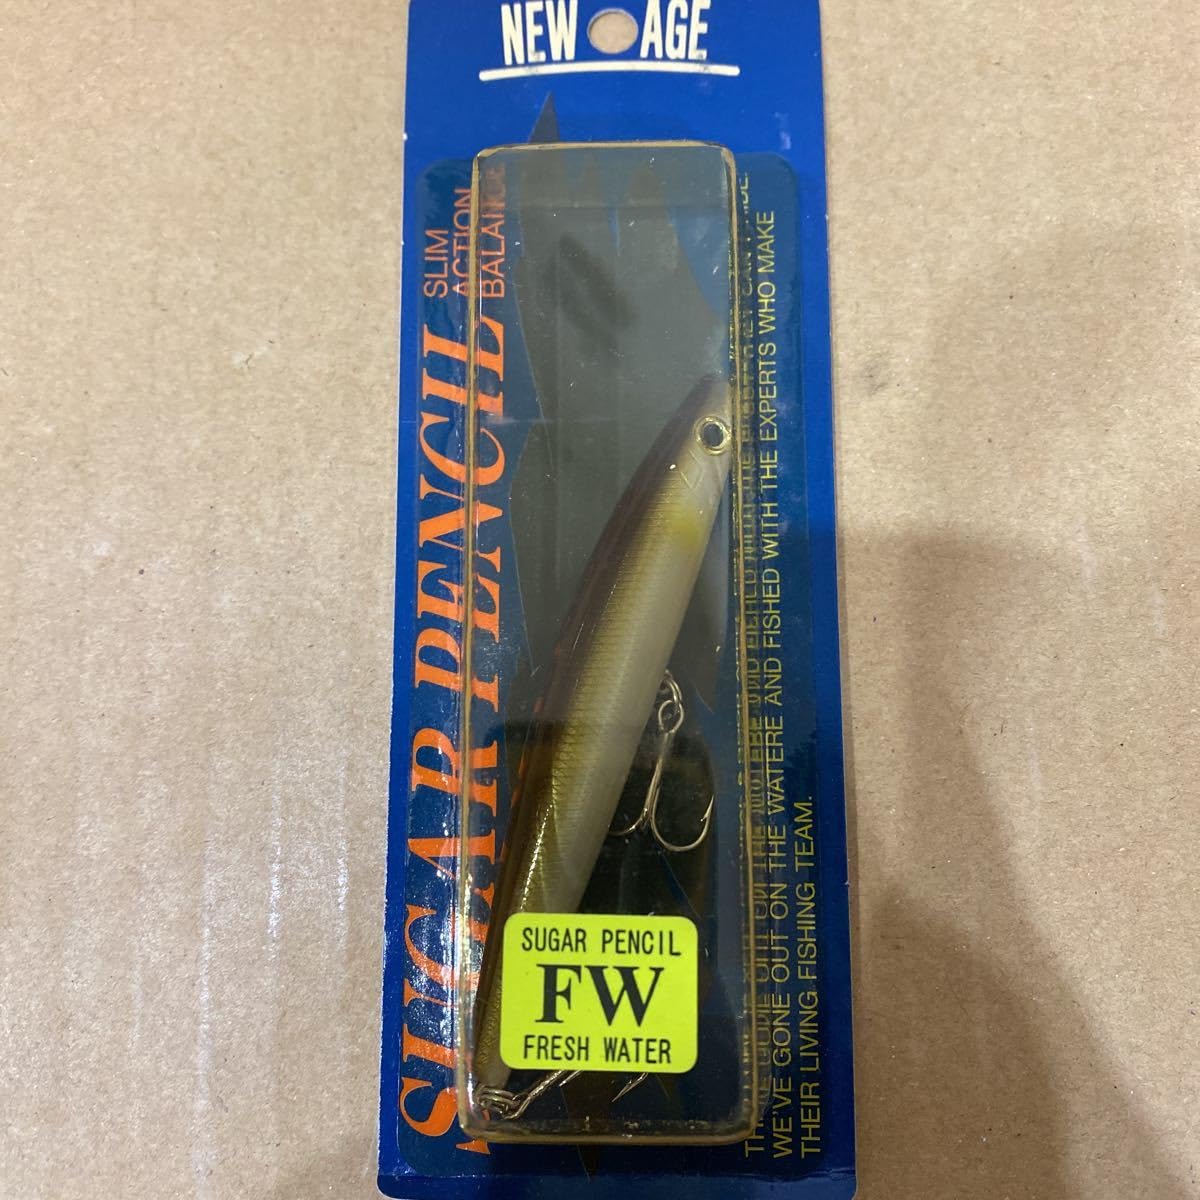 NEW AGE
SLIM
ACTION
BALANCE
SUGAR PENCIL
WE'VE GONE OUT ON THE WATERE AND FISHED WITH THE EXPERTS WHO MAKE
THEIR LIVING FISHING TEAM.
SUGAR PENCIL
FW
FRESH WATER